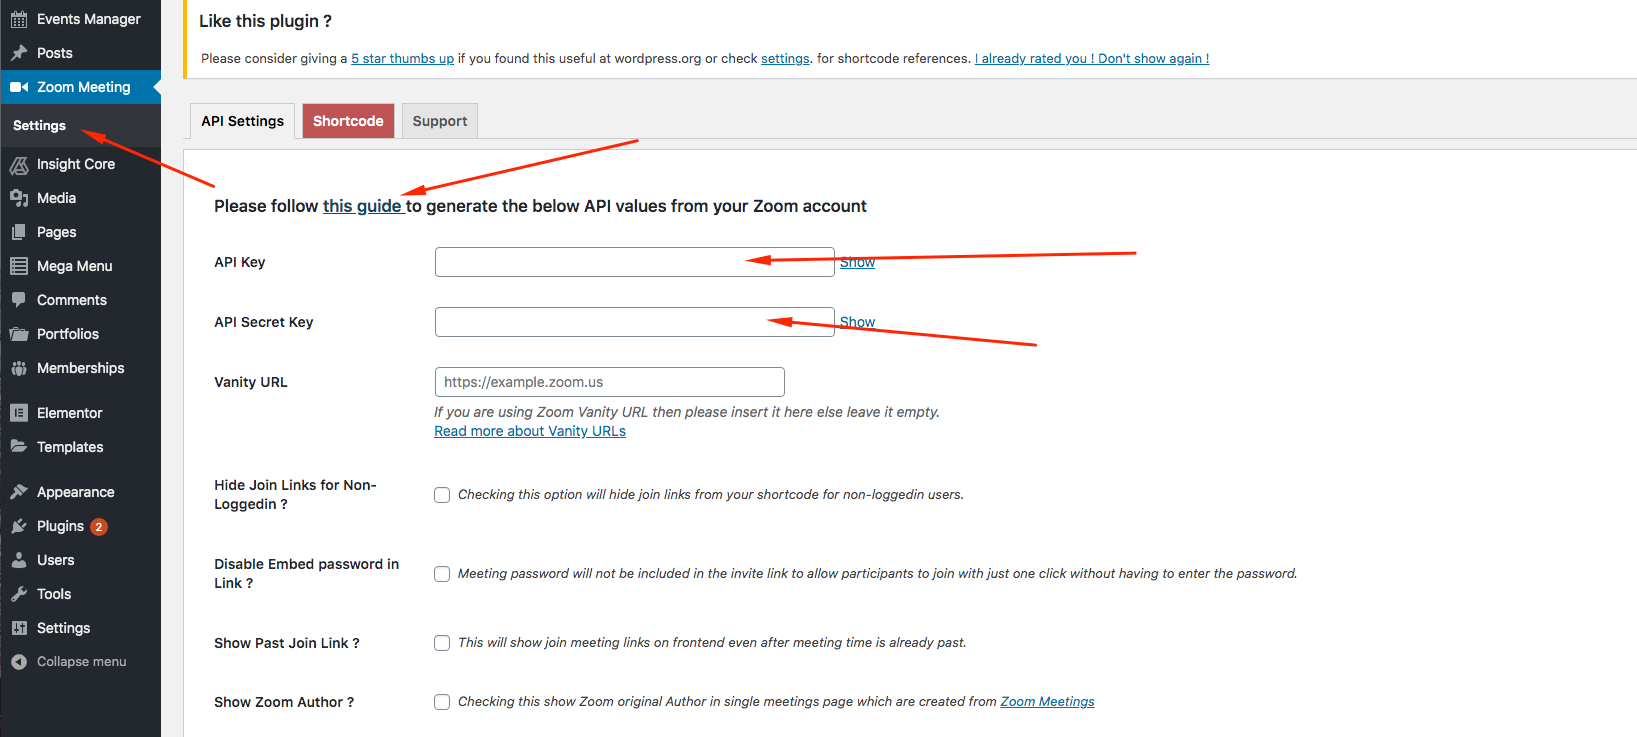 Events Manager
Posts
Zoom Meeting
Settings
Insight Core
Media
Pages
Mega Menu
Comments
Portfolios
Memberships
Elementor
Templates
Appearance
Plugins 2
Users
Tools
Settings
Collapse menu
Like this plugin ?
Please consider giving a 5 star thumbs up if you found this useful at wordpress.org or check settings. for shortcode references. I already rated you ! Don't show again !
API Settings Shortcode Support
Please follow this guide to generate the below API values from your Zoom account
API Key Show
API Secret Key Show
Vanity URL https://example.zoom.us
If you are using Zoom Vanity URL then please insert it here else leave it empty.
Read more about Vanity URLs
Hide Join Links for Non-
Loggedin ?
Checking this option will hide join links from your shortcode for non-loggedin users.
Disable Embed password in
Link ?
Meeting password will not be included in the invite link to allow participants to join with just one click without having to enter the password.
Show Past Join Link ? This will show join meeting links on frontend even after meeting time is already past.
Show Zoom Author ? Checking this show Zoom original Author in single meetings page which are created from Zoom Meetings